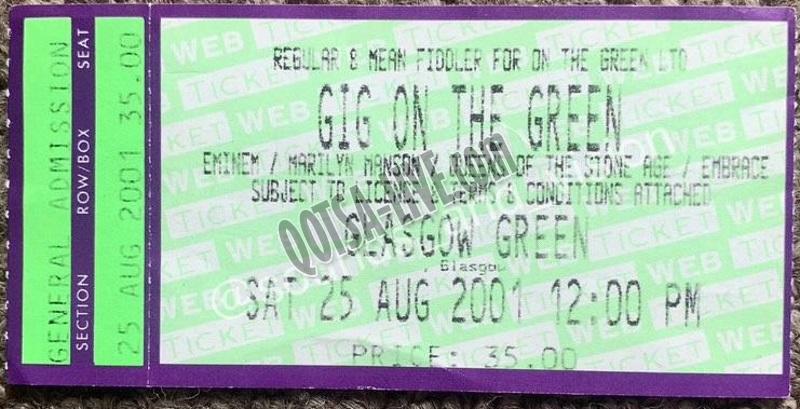 SECTION ROW/BOX SEAT
GENERAL ADMISSION
25 AUG 2001 35.00
REGULAR & MEAN FIDDLER FOR ON THE GREEN LTD
GIG ON THE GREEN
EMINEM / MARILYN MANSON / OF THE STONE AGE / EMBRACE
SUBJECT TO LICENCE TERMS & CONDITIONS ATTACHED
QOTSA-LIVE.com
GLASGOW GREEN
, Glasgow
SAT 25 AUG 2001 12:00 PM
PRICE: 35.00
WEB TICKET